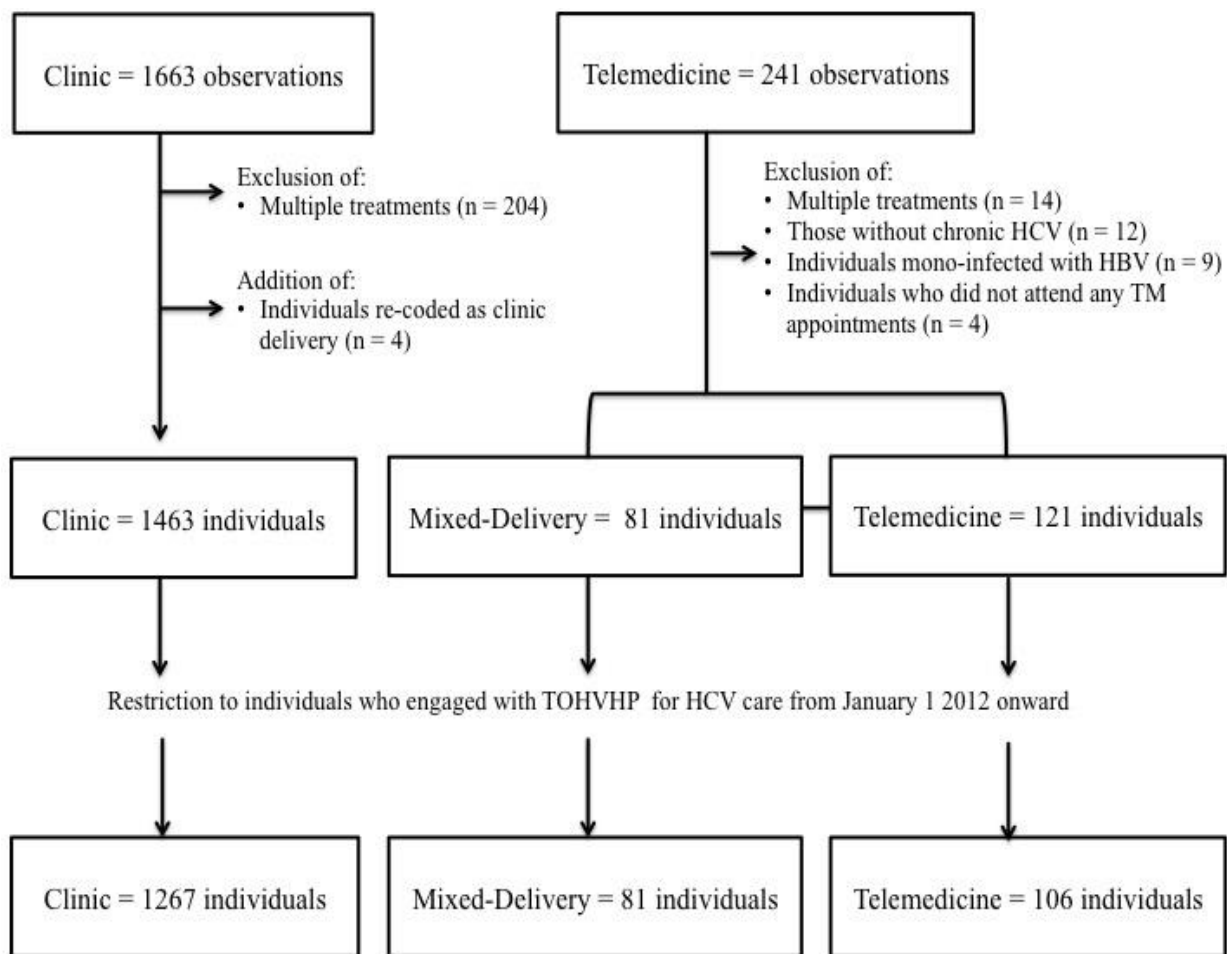 Clinic = 1663 observations
Telemedicine = 241 observations
Exclusion of:
• Multiple treatments (n = 204)
Addition of:
• Individuals re-coded as clinic
delivery (n = 4)
Exclusion of:
• Multiple treatments (n = 14)
• Those without chronic HCV (n = 12)
• Individuals mono-infected with HBV (n = 9)
• Individuals who did not attend any TM
appointments (n = 4)
Clinic = 1463 individuals
Mixed-Delivery = 81 individuals
Telemedicine = 121 individuals
Restriction to individuals who engaged with TOHVHP for HCV care from January 1 2012 onward
Clinic = 1267 individuals
Mixed-Delivery = 81 individuals
Telemedicine = 106 individuals